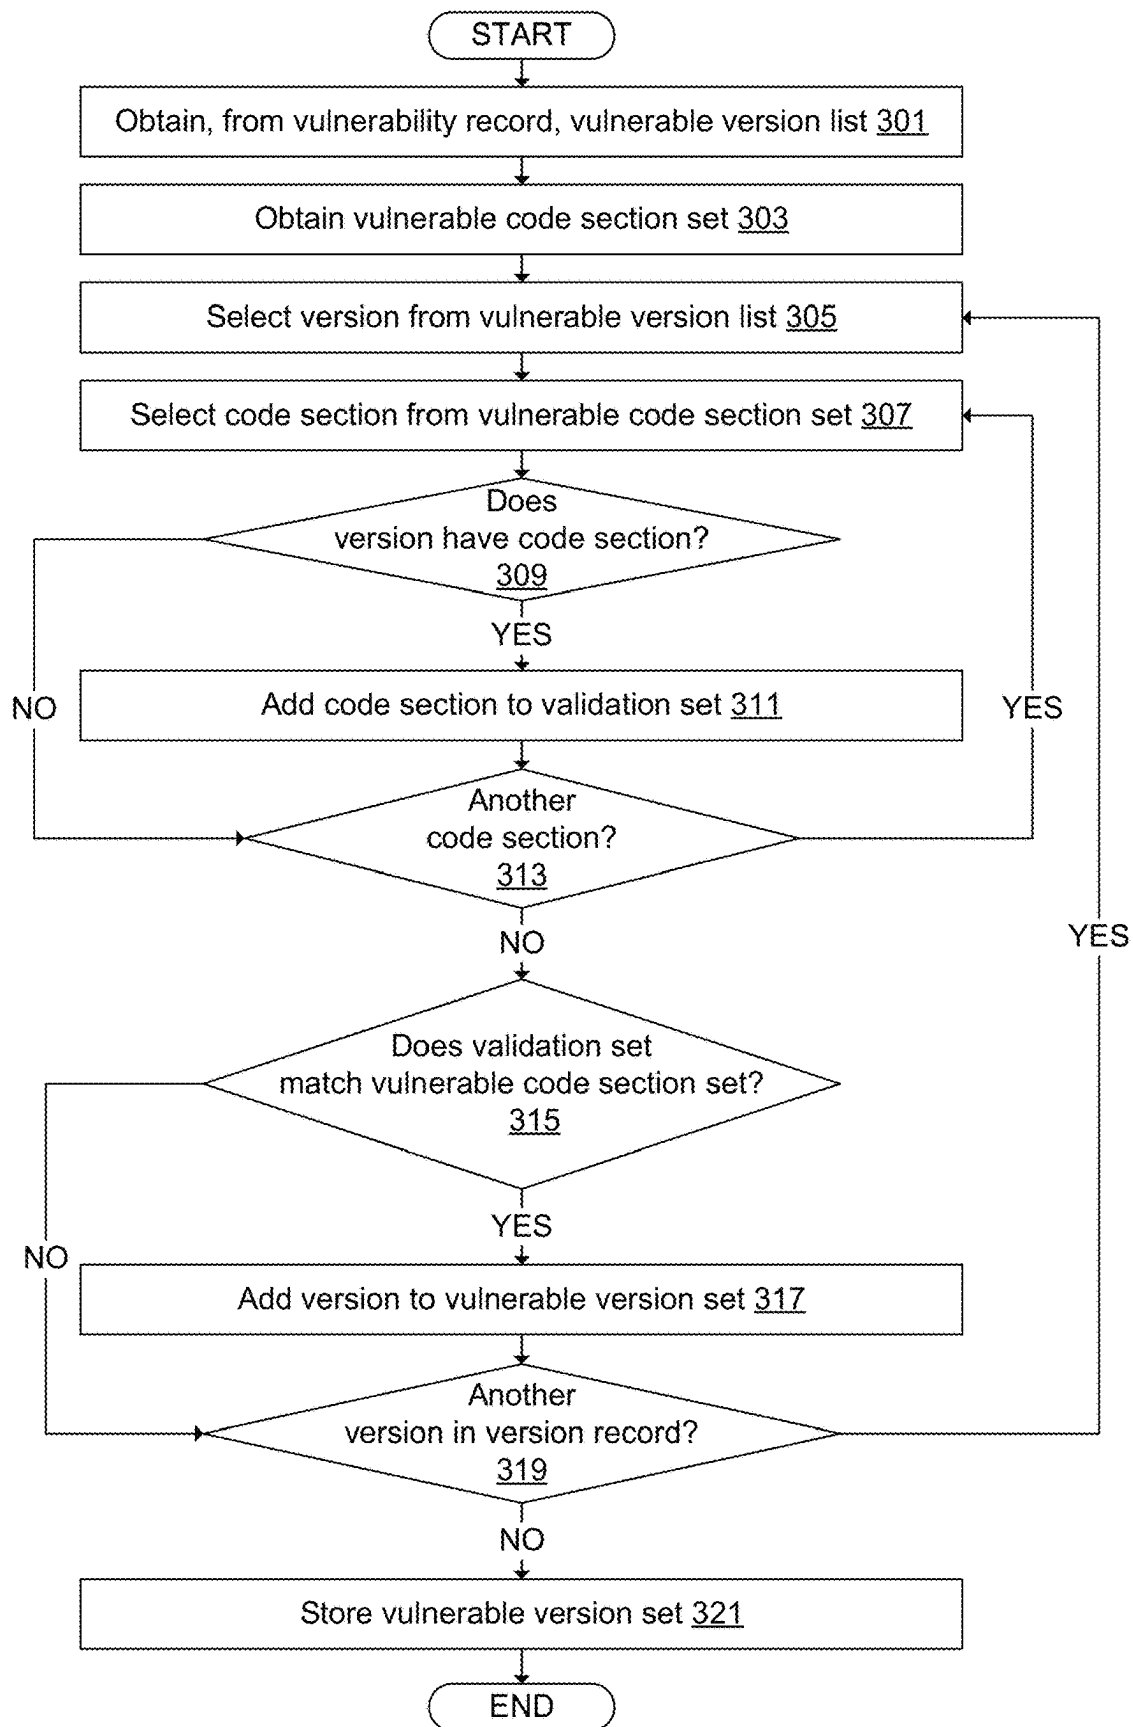 START
Obtain, from vulnerability record, vulnerable version list 301
Obtain vulnerable code section set 303
Select version from vulnerable version list 305
Select code section from vulnerable code section set 307
Does
version have code section?
309
YES
NO
Add code section to validation set 311
YES
Another
code section?
313
NO
YES
Does validation set
match vulnerable code section set?
315
YES
NO
Add version to vulnerable version set 317
Another
version in version record?
319
NO
Store vulnerable version set 321
END